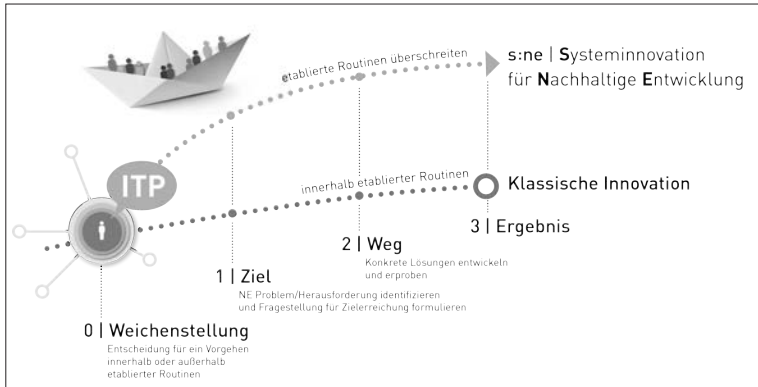 etablierte Routinen überschreiten
s:ne | Systeminnovation
für Nachhaltige Entwicklung
ITP
innerhalb etablierter Routinen
Klassische Innovation
3 | Ergebnis
2 | Weg
Konkrete Lösungen entwickeln
und erproben
1 | Ziel
NE Problem/Herausforderung identifizieren
und Fragestellung für Zielerreichung formulieren
0 | Weichenstellung
Entscheidung für ein Vorgehen
innerhalb oder außerhalb
etablierter Routinen